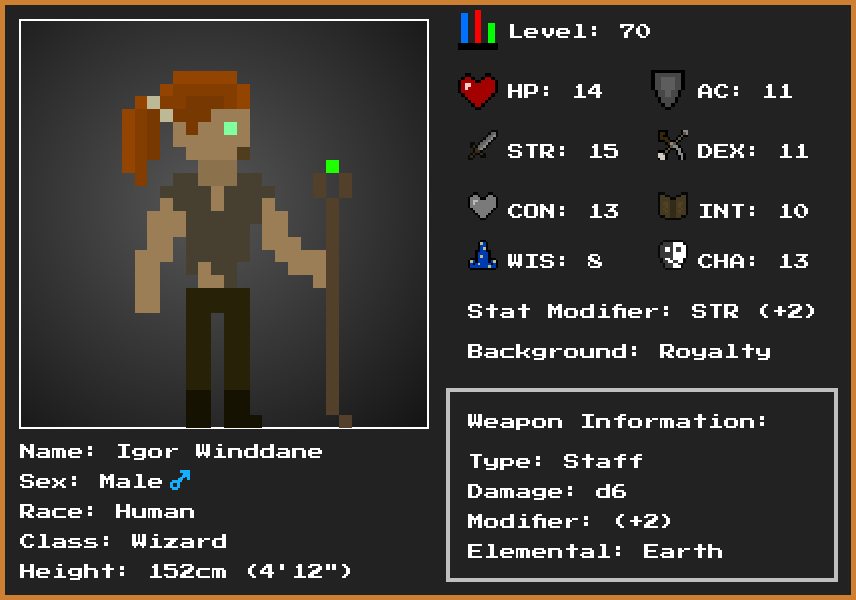 Level: 70
HP: 14 AC: 11
STR: 15 DEX: 11
CON: 13 INT: 10
WIS: 8 CHA: 13
Stat Modifier: STR (+2)
Background: Royalty
Weapon Information:
Type: Staff
Damage: d6
Modifier: (+2)
Elemental: Earth
Name: Igor Winddane
Sex: Male ♂
Race: Human
Class: Wizard
Height: 152cm (4'12")